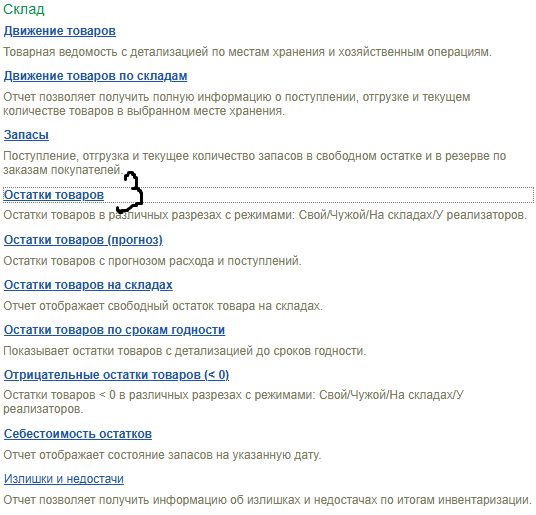 Склад
Движение товаров
Товарная ведомость с детализацией по местам хранения и хозяйственным операциям.
Движение товаров по складам
Отчет позволяет получить полную информацию о поступлении, отгрузке и текущем
количестве товаров в выбранном месте хранения.
Запасы
Поступление, отгрузка и текущее количество запасов в свободном остатке и в резерве по
заказам покупателей.
3
Остатки товаров
Остатки товаров в различных разрезах с режимами: Свой/Чужой/На складах/У реализаторов.
Остатки товаров (прогноз)
Остатки товаров с прогнозом расхода и поступлений.
Остатки товаров на складах
Отчет отображает свободный остаток товара на складах.
Остатки товаров по срокам годности
Показывает остатки товаров с детализацией до сроков годности.
Отрицательные остатки товаров (< 0)
Остатки товаров < 0 в различных разрезах с режимами: Свой/Чужой/На складах/У
реализаторов.
Себестоимость остатков
Отчет отображает состояние запасов на указанную дату.
Излишки и недостачи
Отчет позволяет получить информацию об излишках и недостачах по итогам инвентаризации.